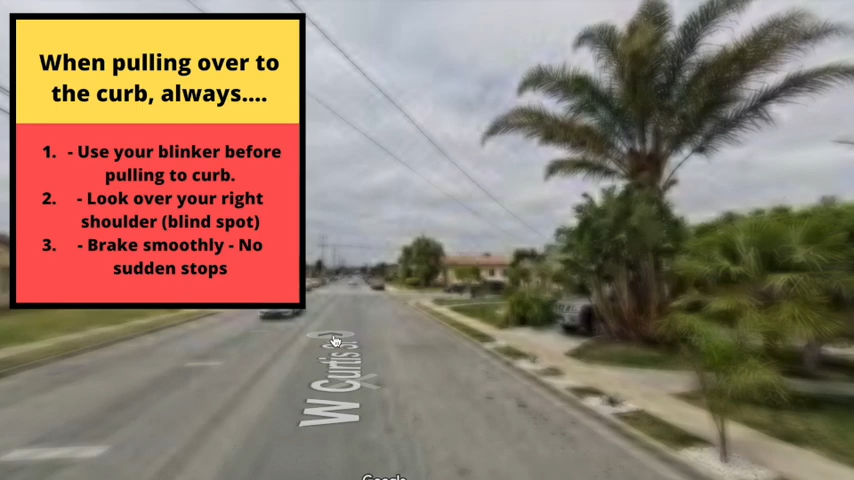 When pulling over to
the curb, always....
1. - Use your blinker before
pulling to curb.
2. - Look over your right
shoulder (blind spot)
3. - Brake smoothly - No
sudden stops
W Curtis St
Google